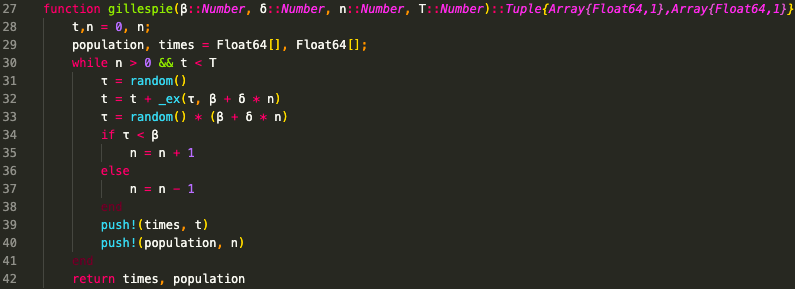 27 function gillespie(β::Number, δ::Number, n::Number, T::Number)::Tuple{Array{Float64,1},Array{Float64,1}}
28 t,n = 0, n;
29 population, times = Float64[], Float64[];
30 while n > 0 && t < T
31 τ = random()
32 t = t + _ex(τ, β + δ * n)
33 τ = random() * (β + δ * n)
34 if τ < β
35 n = n + 1
36 else
37 n = n - 1
38 end
39 push!(times, t)
40 push!(population, n)
41 end
42 return times, population